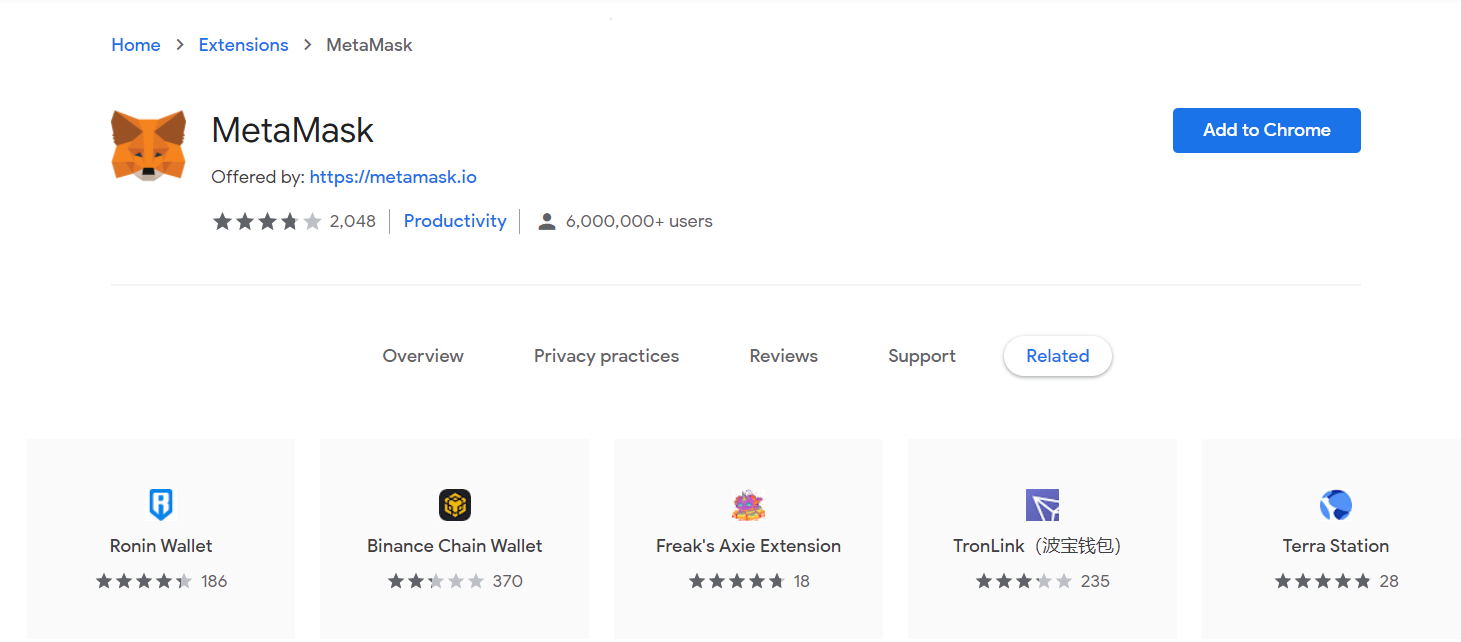 Home > Extensions > MetaMask
MetaMask
Add to Chrome
Offered by: https://metamask.io
2,048 Productivity 6,000,000+ users
Overview Privacy practices Reviews Support Related
Ronin Wallet Binance Chain Wallet Freak's Axie Extension TronLink（波宝钱包） Terra Station
186 370 18 235 28